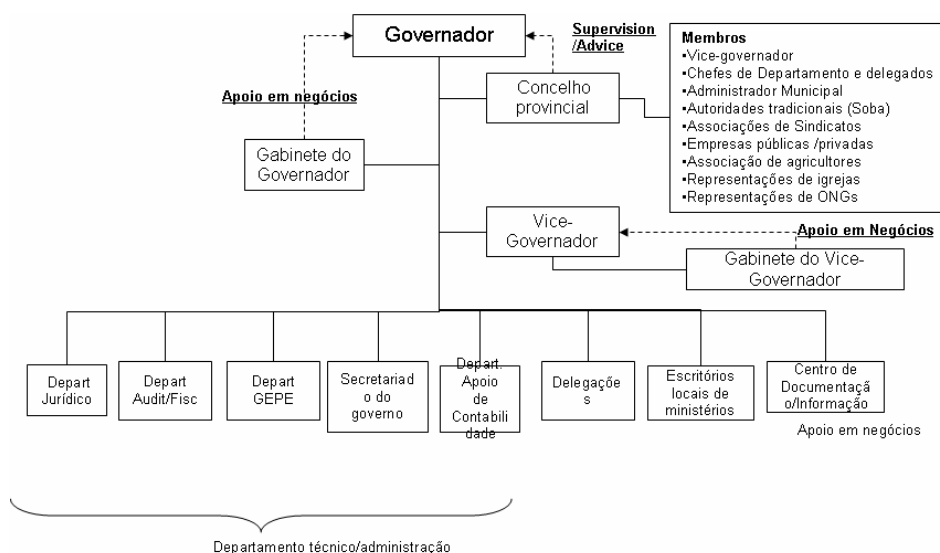 Governador
Supervision
/Advice
Membros
▪Vice-governador
▪Chefes de Departamento e delegados
▪Administrador Municipal
▪Autoridades tradicionais (Soba)
▪Associações de Sindicatos
▪Empresas públicas /privadas
▪Associação de agricultores
▪Representações de igrejas
▪Representações de ONGs
Apoio em negócios
Concelho
provincial
Gabinete do
Governador
Vice-
Governador
Apoio em Negócios
Gabinete do Vice-
Governador
Depart
Jurídico
Depart
Audit/Fisc
Depart
GEPE
Secretariad
o do
governo
Depart.
Apoio
de
Contabili
dade
Delegaçõe
s
Escritórios
locais de
ministérios
Centro de
Documentaçã
o/Informação
Apoio em negócios
Departamento técnico/administração